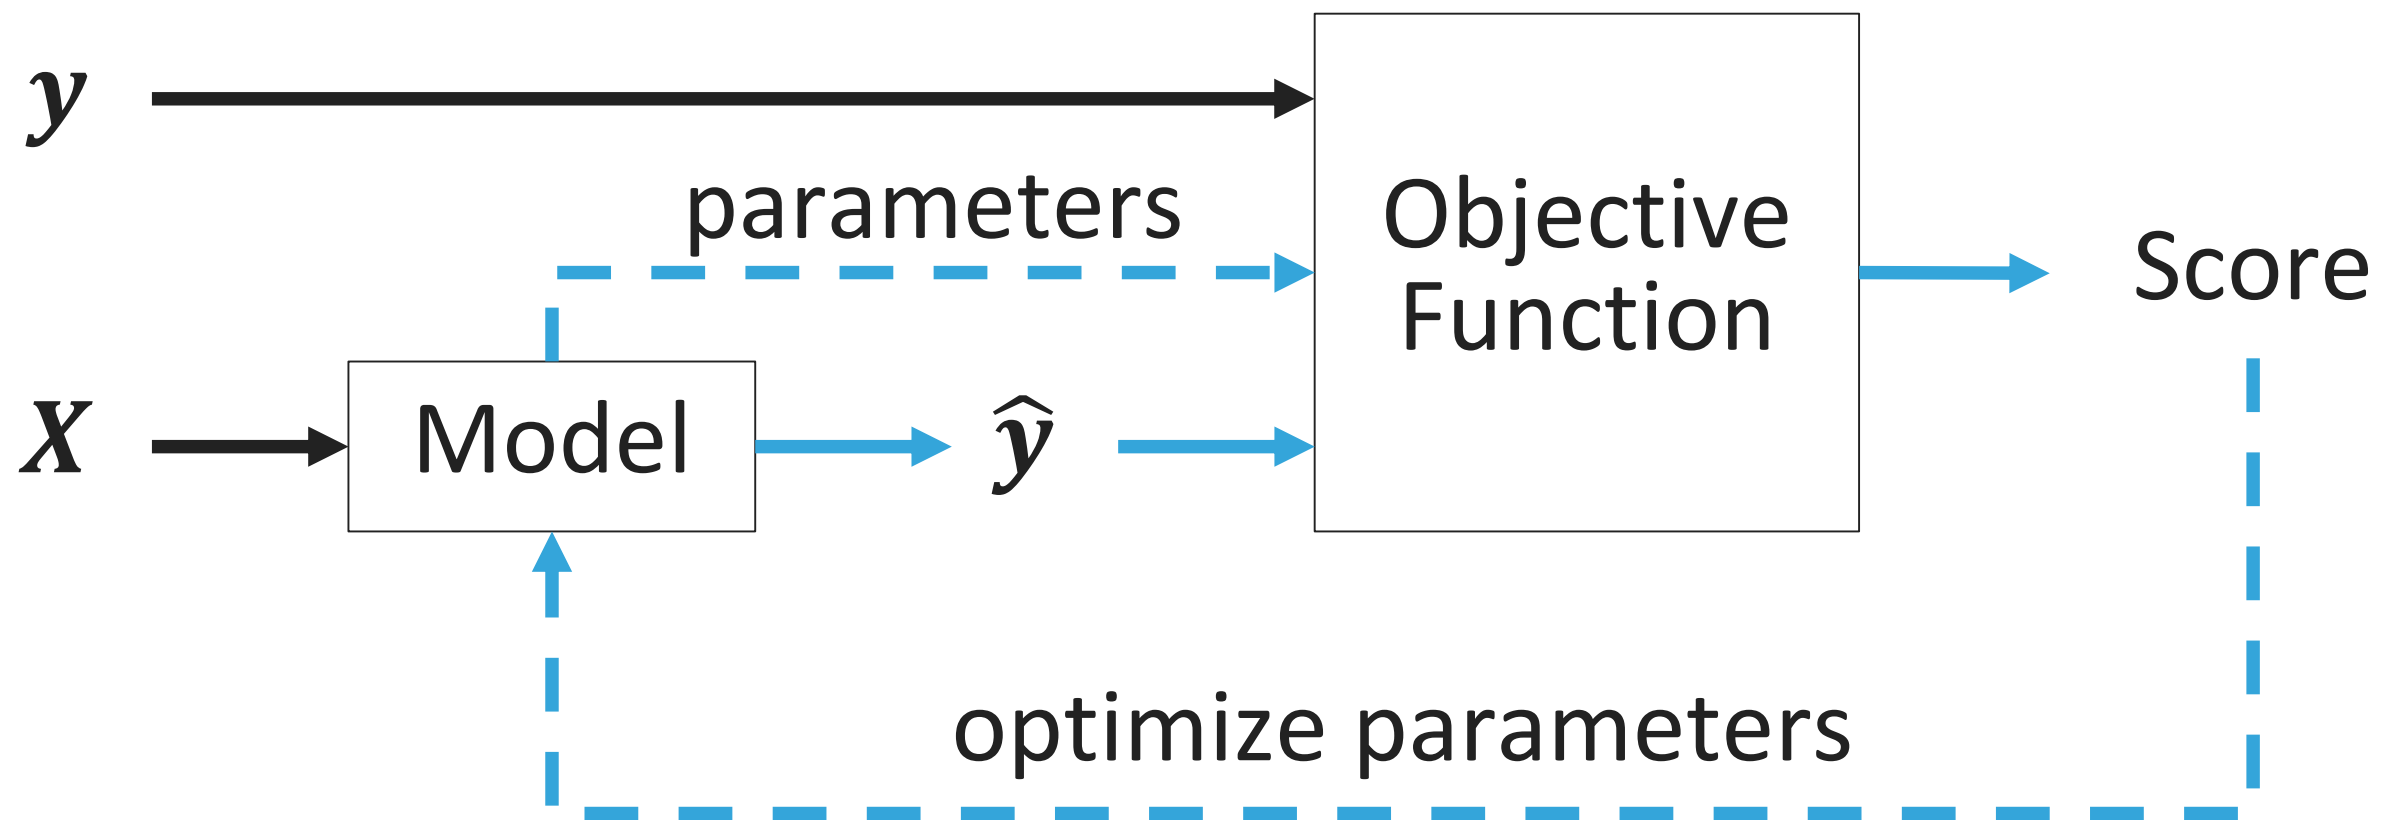 y
parameters
Objective
Function
Score
X
Model
ŷ
optimize parameters